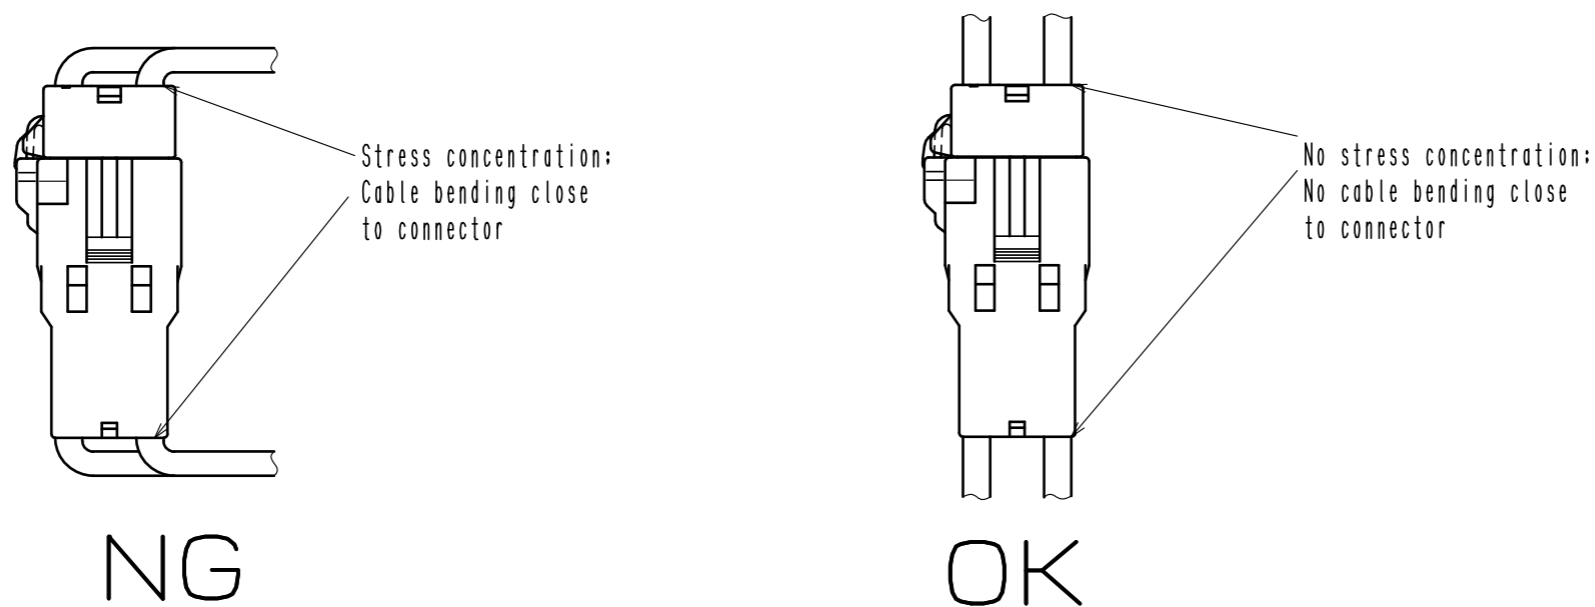 Stress concentration:
Cable bending close
to connector
No stress concentration:
No cable bending close
to connector
NG
OK